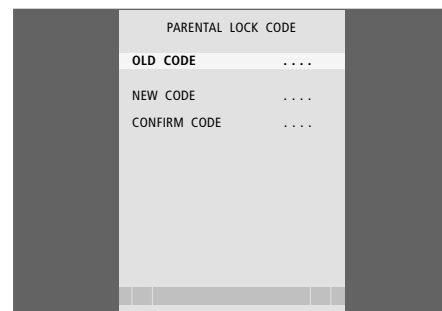 PARENTAL LOCK CODE
OLD CODE ....
NEW CODE ....
CONFIRM CODE ....